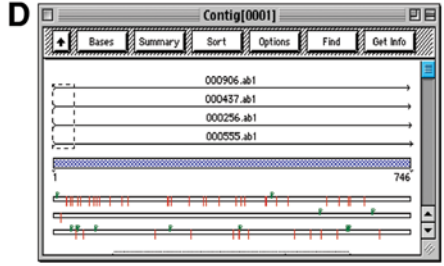 D
Contig[0001]
Bases Summary Sort Options Find Get Info
000906.ab1
000437.ab1
000256.ab1
000555.ab1
1 746